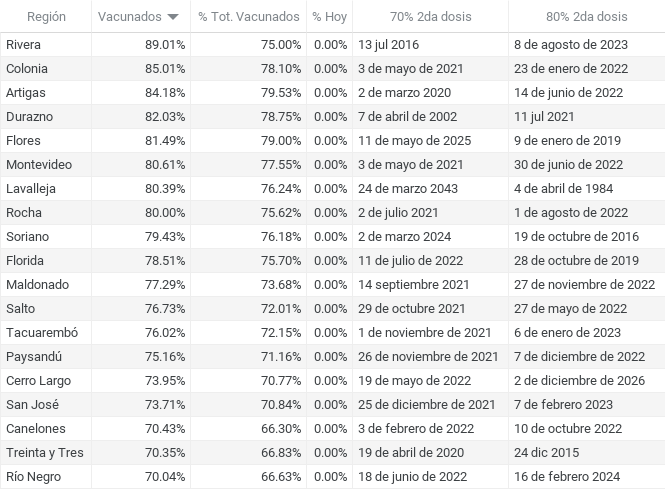 Región Vacunados % Tot. Vacunados % Hoy 70% 2da dosis 80% 2da dosis
Rivera 89.01% 75.00% 0.00% 13 jul 2016 8 de agosto de 2023
Colonia 85.01% 78.10% 0.00% 3 de mayo de 2021 23 de enero de 2022
Artigas 84.18% 79.53% 0.00% 2 de marzo de 2020 14 de junio de 2022
Durazno 82.03% 78.75% 0.00% 7 de abril de 2002 11 jul 2021
Flores 81.49% 79.00% 0.00% 11 de mayo de 2025 9 de enero de 2019
Montevideo 80.61% 77.55% 0.00% 3 de mayo de 2021 30 de junio de 2022
Lavalleja 80.39% 76.24% 0.00% 24 de marzo 2043 4 de abril de 1984
Rocha 80.00% 75.62% 0.00% 2 de julio 2021 1 de agosto de 2022
Soriano 79.43% 76.18% 0.00% 2 de marzo 2024 19 de octubre de 2016
Florida 78.51% 75.70% 0.00% 11 de julio de 2022 28 de octubre de 2019
Maldonado 77.29% 73.68% 0.00% 14 septiembre 2021 27 de noviembre de 2022
Salto 76.73% 72.01% 0.00% 29 de octubre 2021 27 de mayo de 2022
Tacuarembó 76.02% 72.15% 0.00% 1 de noviembre de 2021 6 de enero de 2023
Paysandú 75.16% 71.16% 0.00% 26 de noviembre de 2021 7 de diciembre de 2022
Cerro Largo 73.95% 70.77% 0.00% 19 de mayo de 2022 2 de diciembre de 2026
San José 73.71% 70.84% 0.00% 25 de diciembre de 2021 7 de febrero 2023
Canelones 70.43% 66.30% 0.00% 3 de febrero de 2022 10 de octubre de 2022
Treinta y Tres 70.35% 66.83% 0.00% 19 de abril de 2020 24 dic 2015
Río Negro 70.04% 66.63% 0.00% 18 de junio de 2022 16 de febrero 2024